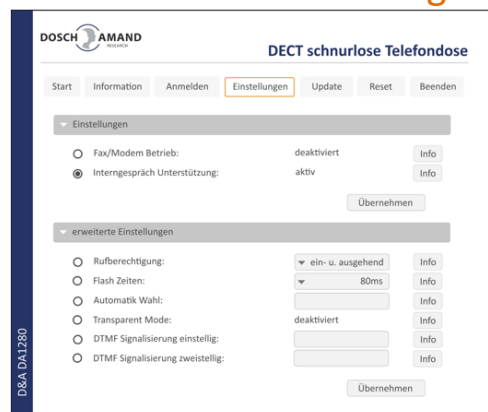 DOSCH AMAND
RESEARCH
DECT schnurlose Telefondose
Start Information Anmelden Einstellungen Update Reset Beenden
Einstellungen
Fax/Modem Betrieb: deaktiviert Info
Interngespräch Unterstützung: aktiv Info
Übernehmen
erweiterte Einstellungen
Rufberechtigung: ein- u. ausgehend Info
Flash Zeiten: 80ms Info
Automatik Wahl: Info
Transparent Mode: deaktiviert Info
DTMF Signalisierung einstellig: Info
DTMF Signalisierung zweistellig: Info
Übernehmen
D&A DA1280